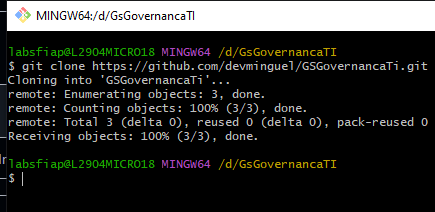 MINGW64:/d/GsGovernancaTI
labsfiap@L2904MICRO18 MINGW64 /d/GsGovernancaTI
$ git clone https://github.com/devminguel/GSGovernancaTi.git
Cloning into 'GSGovernancaTi'...
remote: Enumerating objects: 3, done.
remote: Counting objects: 100% (3/3), done.
remote: Total 3 (delta 0), reused 0 (delta 0), pack-reused 0
Receiving objects: 100% (3/3), done.
labsfiap@L2904MICRO18 MINGW64 /d/GsGovernancaTI
$